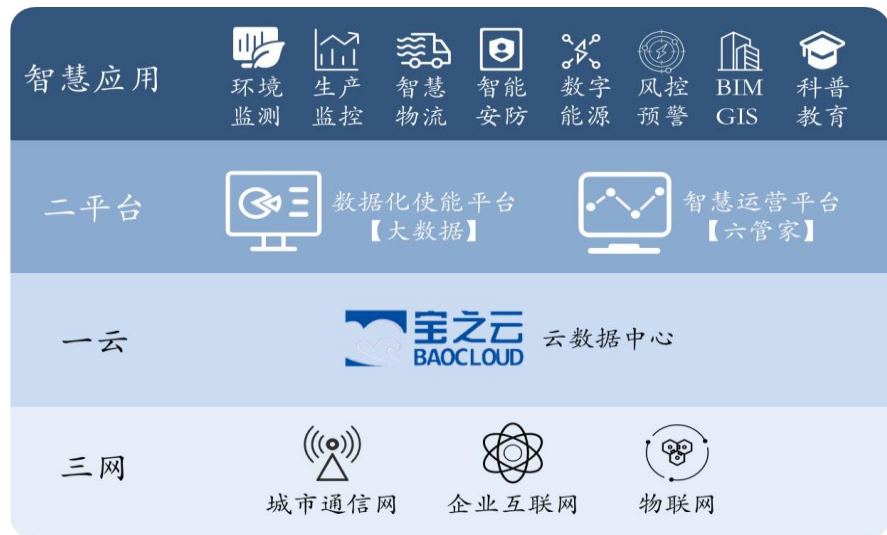 智慧应用
环境 生产 智慧 智能 数字 风控 BIM 科普
监测 监控 物流 安防 能源 预警 GIS 教育
二平台
数据化使能平台
【大数据】
智慧运营平台
【六管家】
一云
宝之云
BAOCLOUD
云数据中心
三网
城市通信网 企业互联网 物联网